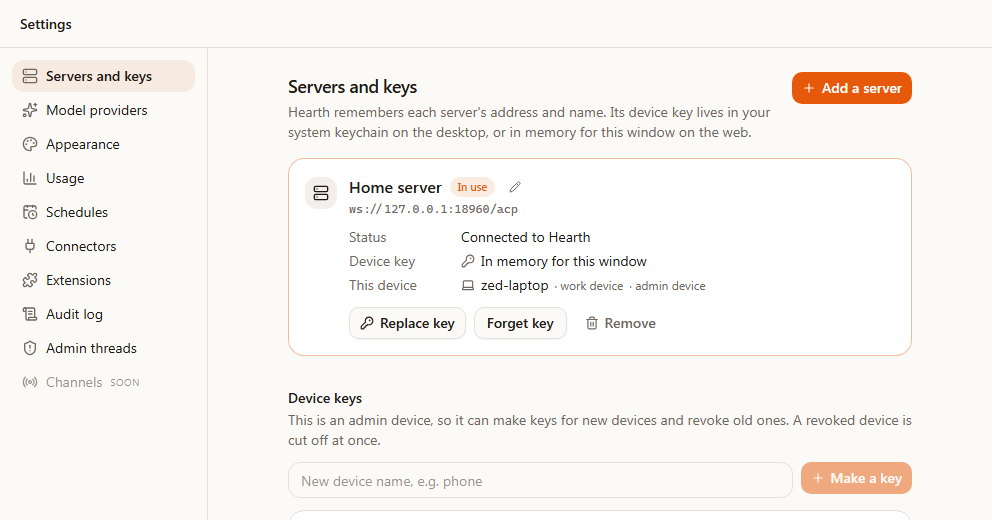 Settings
Servers and keys
Model providers
Appearance
Usage
Schedules
Connectors
Extensions
Audit log
Admin threads
Channels SOON
Servers and keys
+ Add a server
Hearth remembers each server's address and name. Its device key lives in your
system keychain on the desktop, or in memory for this window on the web.
Home server In use
ws://127.0.0.1:18960/acp
Status Connected to Hearth
Device key In memory for this window
This device zed-laptop · work device · admin device
Replace key Forget key Remove
Device keys
This is an admin device, so it can make keys for new devices and revoke old ones. A revoked device is
cut off at once.
New device name, e.g. phone + Make a key